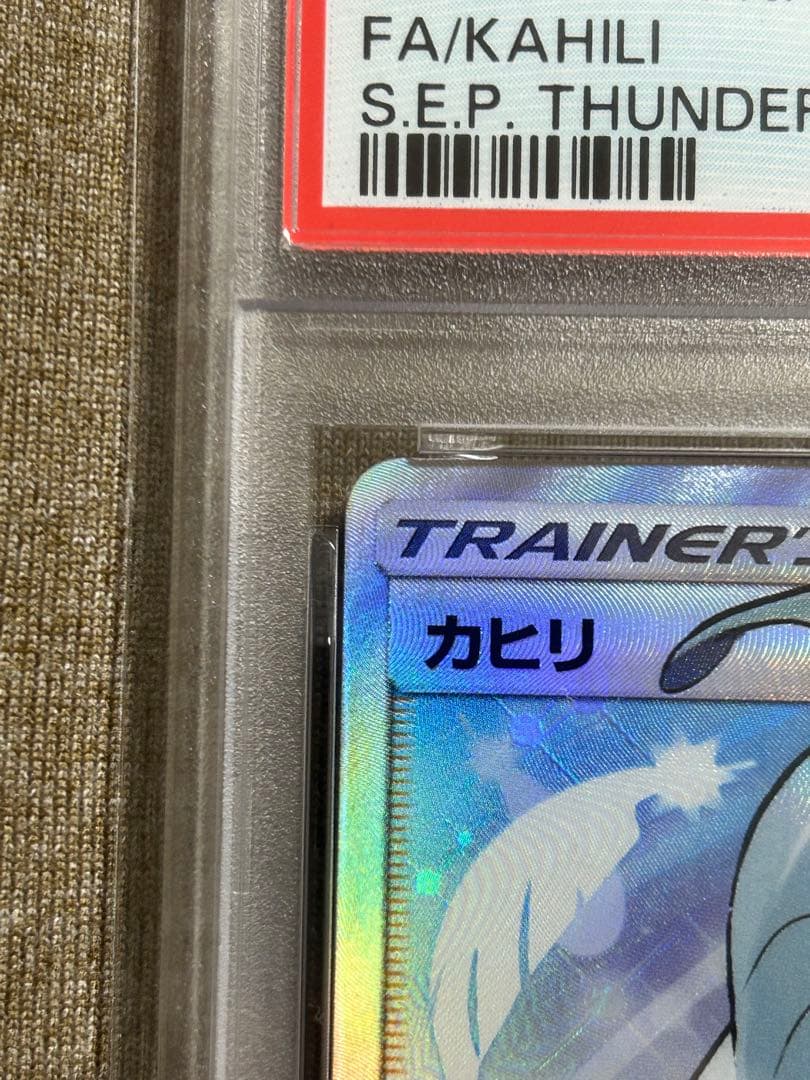 FA/KAHILI
S.E.P. THUNDER
TRAINER'S
カヒリ